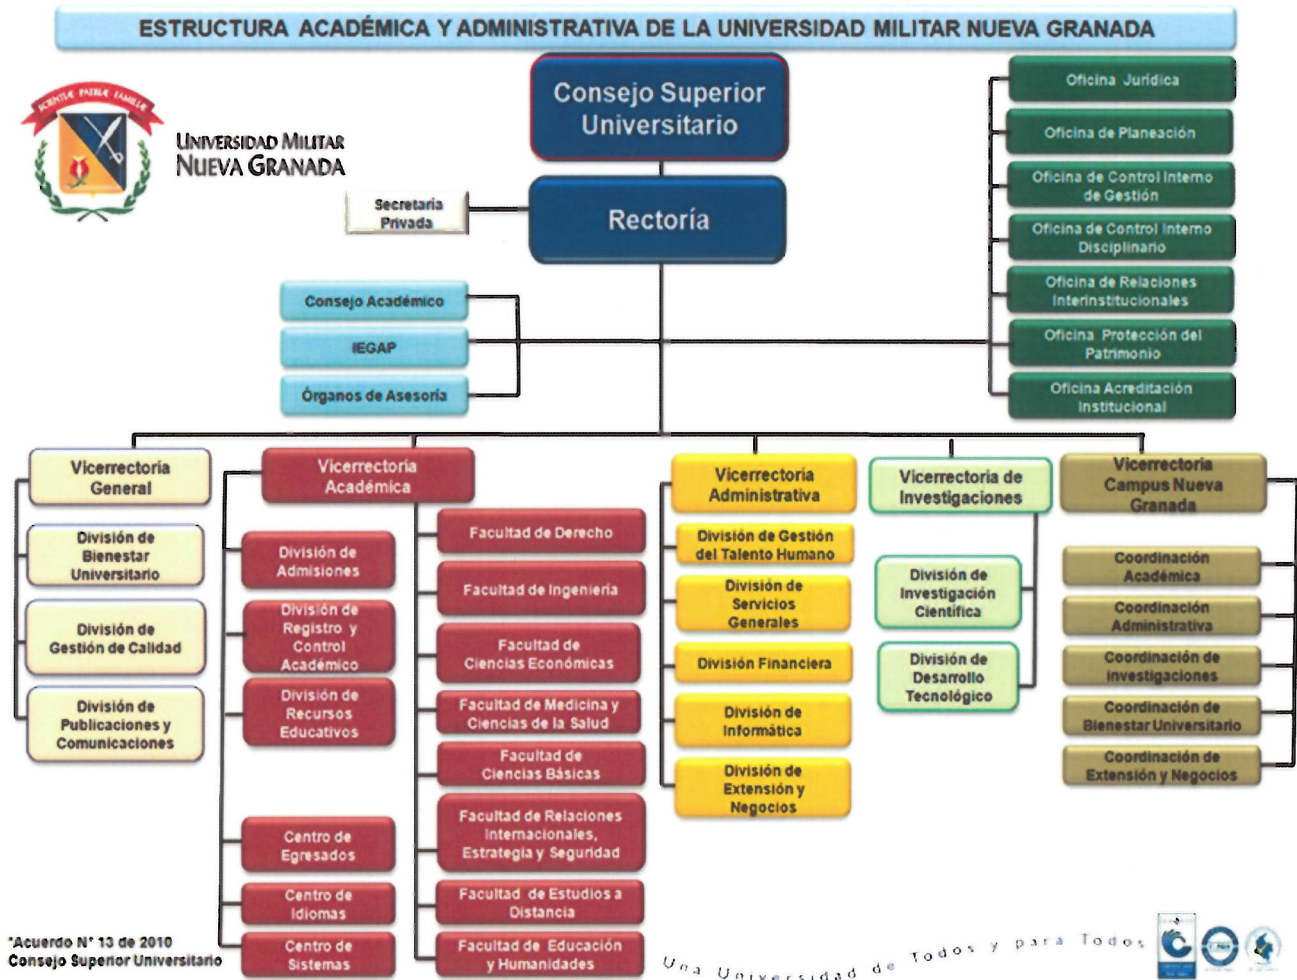 ESTRUCTURA ACADÉMICA Y ADMINISTRATIVA DE LA UNIVERSIDAD MILITAR NUEVA GRANADA
SCIENTIÆ PATRIÆ FAMILIÆ
UNIVERSIDAD MILITAR
NUEVA GRANADA
Consejo Superior
Universitario
Rectoría
Secretaría
Privada
Oficina Jurídica
Oficina de Planeación
Oficina de Control Interno
de Gestión
Oficina de Control Interno
Disciplinario
Oficina de Relaciones
Interinstitucionales
Oficina Protección del
Patrimonio
Oficina Acreditación
Institucional
Consejo Académico
IEGAP
Órganos de Asesoría
Vicerrectoría
General
División de
Bienestar
Universitario
División de
Gestión de Calidad
División de
Publicaciones y
Comunicaciones
Vicerrectoría
Académica
División de
Admisiones
División de
Registro y
Control
Académico
División de
Recursos
Educativos
Centro de
Egresados
Centro de
Idiomas
Centro de
Sistemas
Facultad de Derecho
Facultad de Ingeniería
Facultad de
Ciencias Económicas
Facultad de Medicina y
Ciencias de la Salud
Facultad de
Ciencias Básicas
Facultad de Relaciones
Internacionales,
Estrategia y Seguridad
Facultad de Estudios a
Distancia
Facultad de Educación
y Humanidades
Vicerrectoría
Administrativa
División de Gestión
del Talento Humano
División de
Servicios
Generales
División Financiera
División de
Informática
División de
Extensión y
Negocios
Vicerrectoria de
Investigaciones
División de
Investigación
Científica
División de
Desarrollo
Tecnológico
Vicerrectoría
Campus Nueva
Granada
Coordinación
Académica
Coordinación
Administrativa
Coordinación de
Investigaciones
Coordinación de
Bienestar Universitario
Coordinación de
Extensión y Negocios
*Acuerdo N° 13 de 2010
Consejo Superior Universitario
Una Universidad de Todos y para Todos